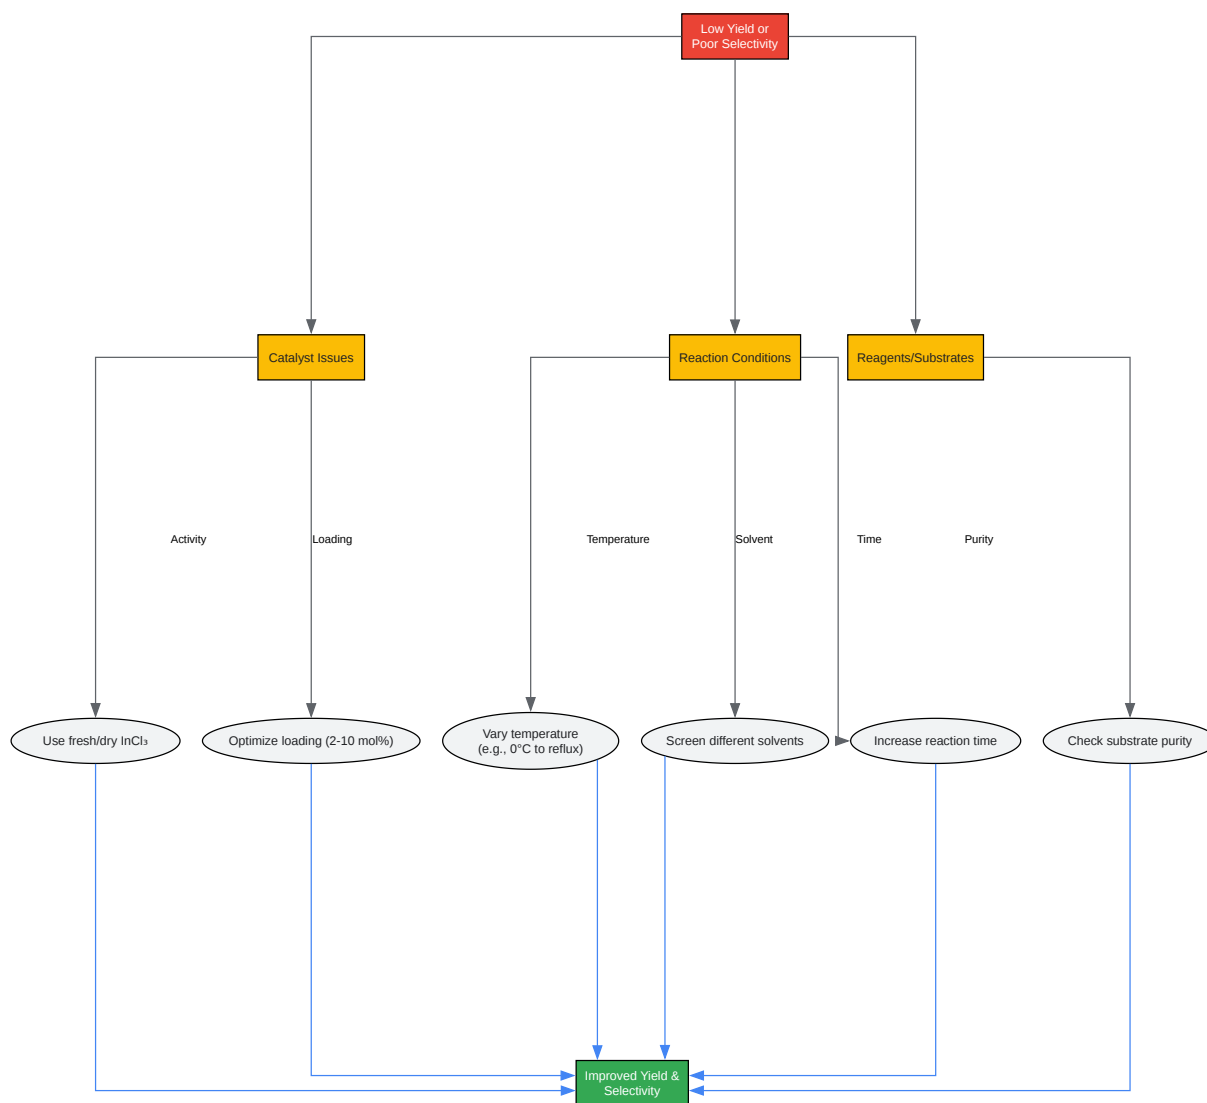 Low Yield or
Poor Selectivity
Catalyst Issues
Reaction Conditions
Reagents/Substrates
Activity
Loading
Temperature
Solvent
Time
Purity
Use fresh/dry InCl₃
Optimize loading (2-10 mol%)
Vary temperature
(e.g., 0°C to reflux)
Screen different solvents
Increase reaction time
Check substrate purity
Improved Yield &
Selectivity